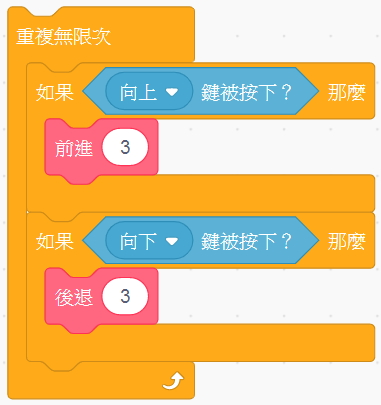 重複無限次
如果 向上 鍵被按下？ 那麼
前進 3
如果 向下 鍵被按下？ 那麼
後退 3